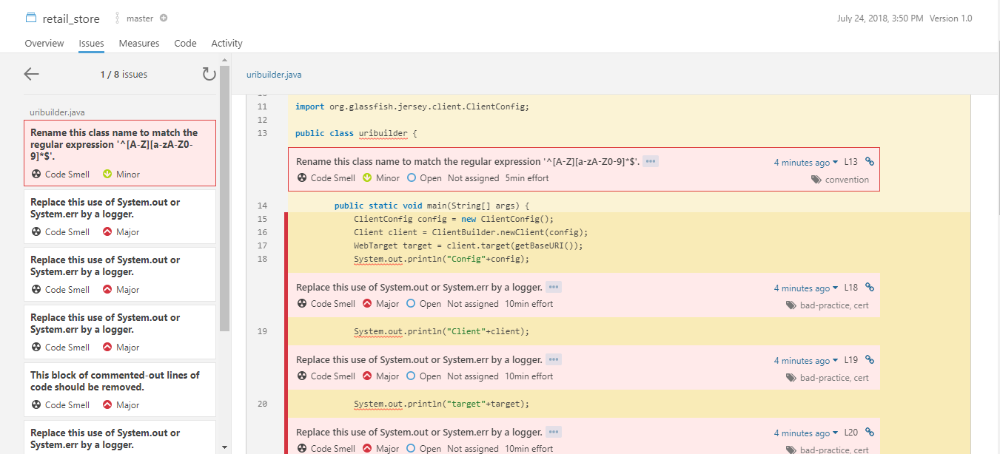 retail_store master July 24, 2018, 3:50 PM Version 1.0
Overview Issues Measures Code Activity
1 / 8 issues
uribuilder.java
Rename this class name to match the
regular expression '^[A-Z][a-zA-Z0-
9]*$'.
Code Smell Minor
Replace this use of System.out or
System.err by a logger.
Code Smell Major
Replace this use of System.out or
System.err by a logger.
Code Smell Major
Replace this use of System.out or
System.err by a logger.
Code Smell Major
This block of commented-out lines of
code should be removed.
Code Smell Major
Replace this use of System.out or
System.err by a logger.
uribuilder.java
10
11 import org.glassfish.jersey.client.ClientConfig;
12
13 public class uribuilder {
Rename this class name to match the regular expression '^[A-Z][a-zA-Z0-9]*$'. ••• 4 minutes ago L13
Code Smell Minor Open Not assigned 5min effort convention
14 public static void main(String[] args) {
15 ClientConfig config = new ClientConfig();
16 Client client = ClientBuilder.newClient(config);
17 WebTarget target = client.target(getBaseURI());
18 System.out.println("Config"+config);
Replace this use of System.out or System.err by a logger. ••• 4 minutes ago L18
Code Smell Major Open Not assigned 10min effort bad-practice, cert
19 System.out.println("Client"+client);
Replace this use of System.out or System.err by a logger. ••• 4 minutes ago L19
Code Smell Major Open Not assigned 10min effort bad-practice, cert
20 System.out.println("target"+target);
Replace this use of System.out or System.err by a logger. ••• 4 minutes ago L20
Code Smell Major Open Not assigned 10min effort bad-practice, cert